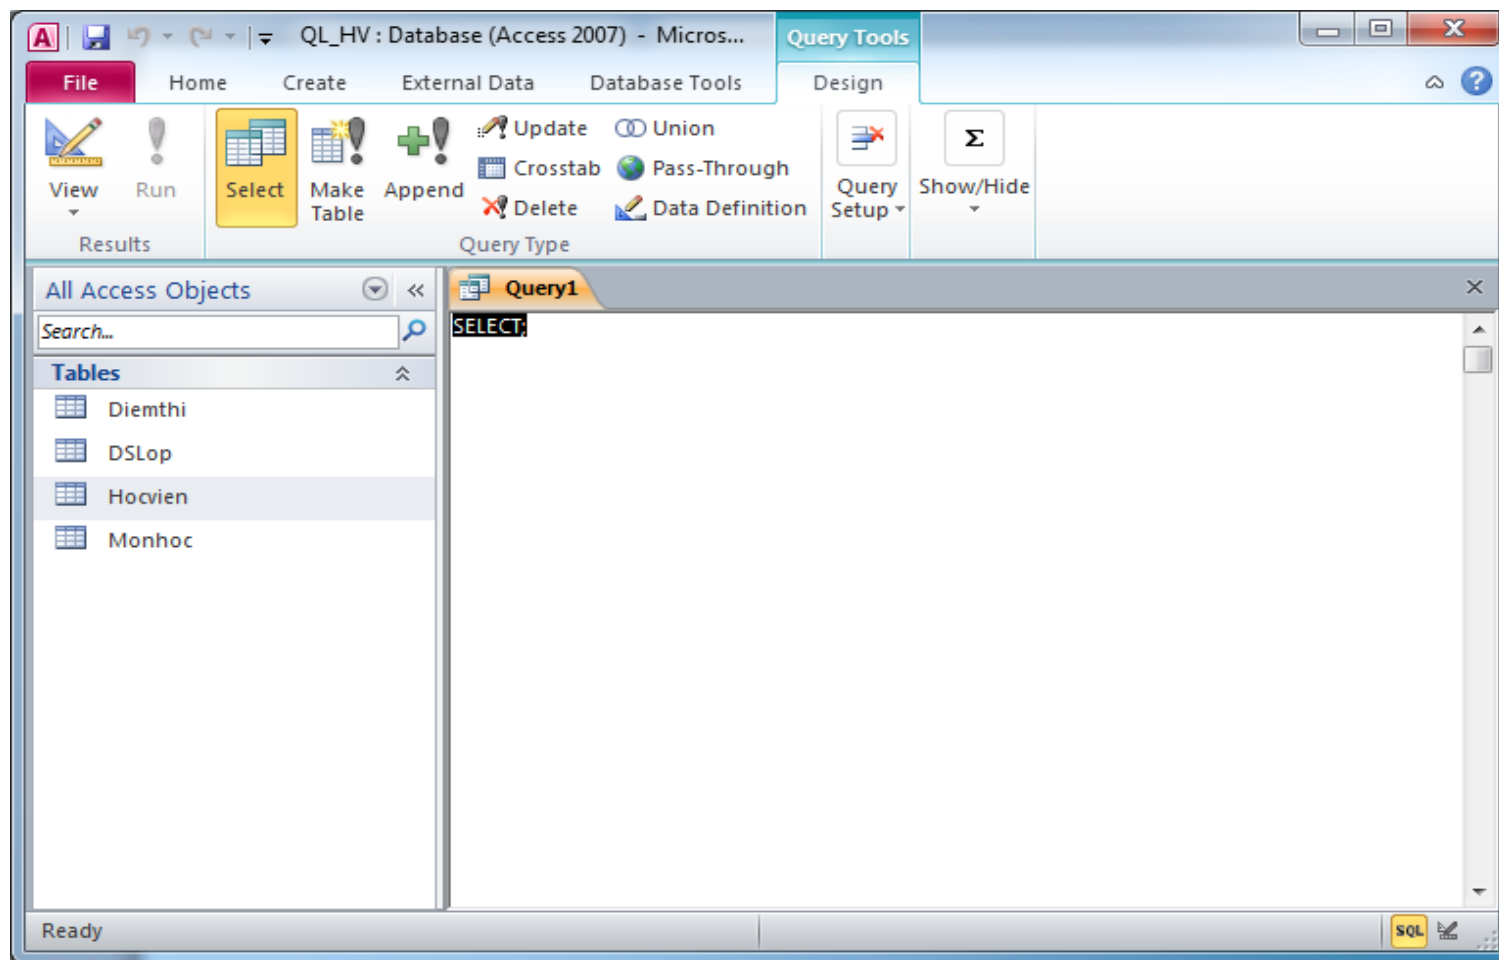 QL_HV : Database (Access 2007) - Micros...
Query Tools
File Home Create External Data Database Tools Design
View
Run
Select
Make Table
Append
Update
Crosstab
Delete
Union
Pass-Through
Data Definition
Query Setup
Σ
Show/Hide
Results
Query Type
All Access Objects
Search...
Tables
Diemthi
DSLop
Hocvien
Monhoc
Query1
SELECT;
Ready
SQL